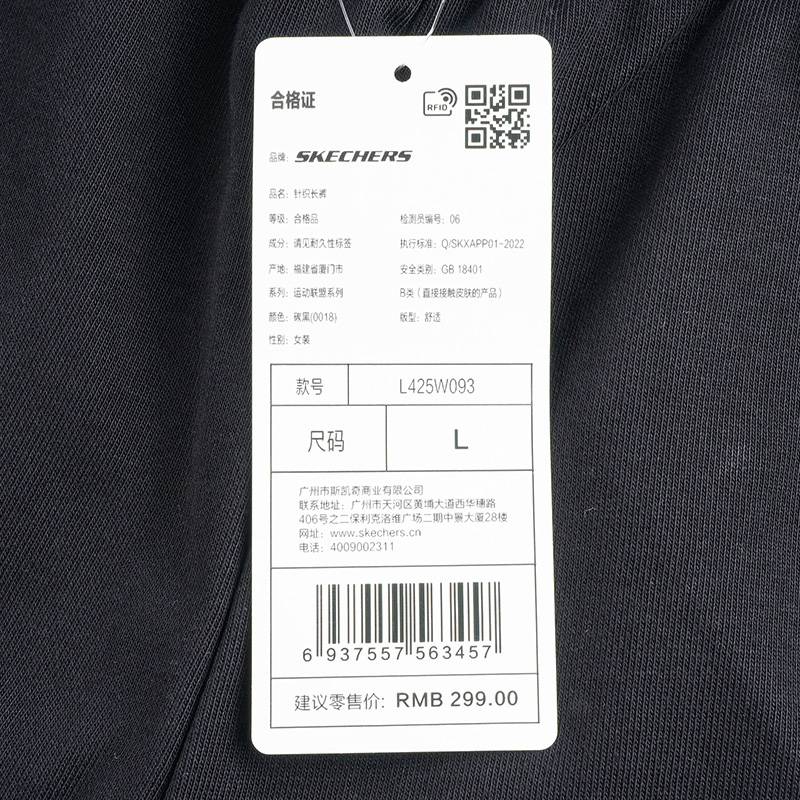 合格证
RFID
品牌: SKECHERS
品名: 针织长裤
等级: 合格品 检测员编号: 06
成分: 请见耐久性标签 执行标准: Q/SKXAPP01-2022
产地: 福建省厦门市 安全类别: GB 18401
系列: 运动联盟系列 B类（直接接触皮肤的产品）
颜色: 碳黑(0018) 版型: 舒适
性别: 女装
款号 L425W093
尺码 L
广州市斯凯奇商业有限公司
联系地址: 广州市天河区黄埔大道西华穗路
406号之二保利克洛维广场二期中景大厦28楼
网址: www.skechers.cn
电话: 4009002311
6 937557 563457
建议零售价: RMB 299.00